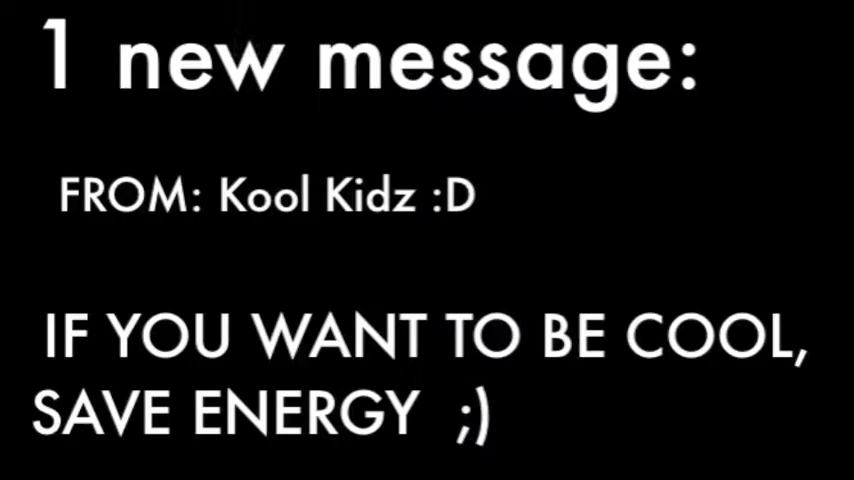 1 new message:
FROM: Kool Kidz :D
IF YOU WANT TO BE COOL,
SAVE ENERGY ;)